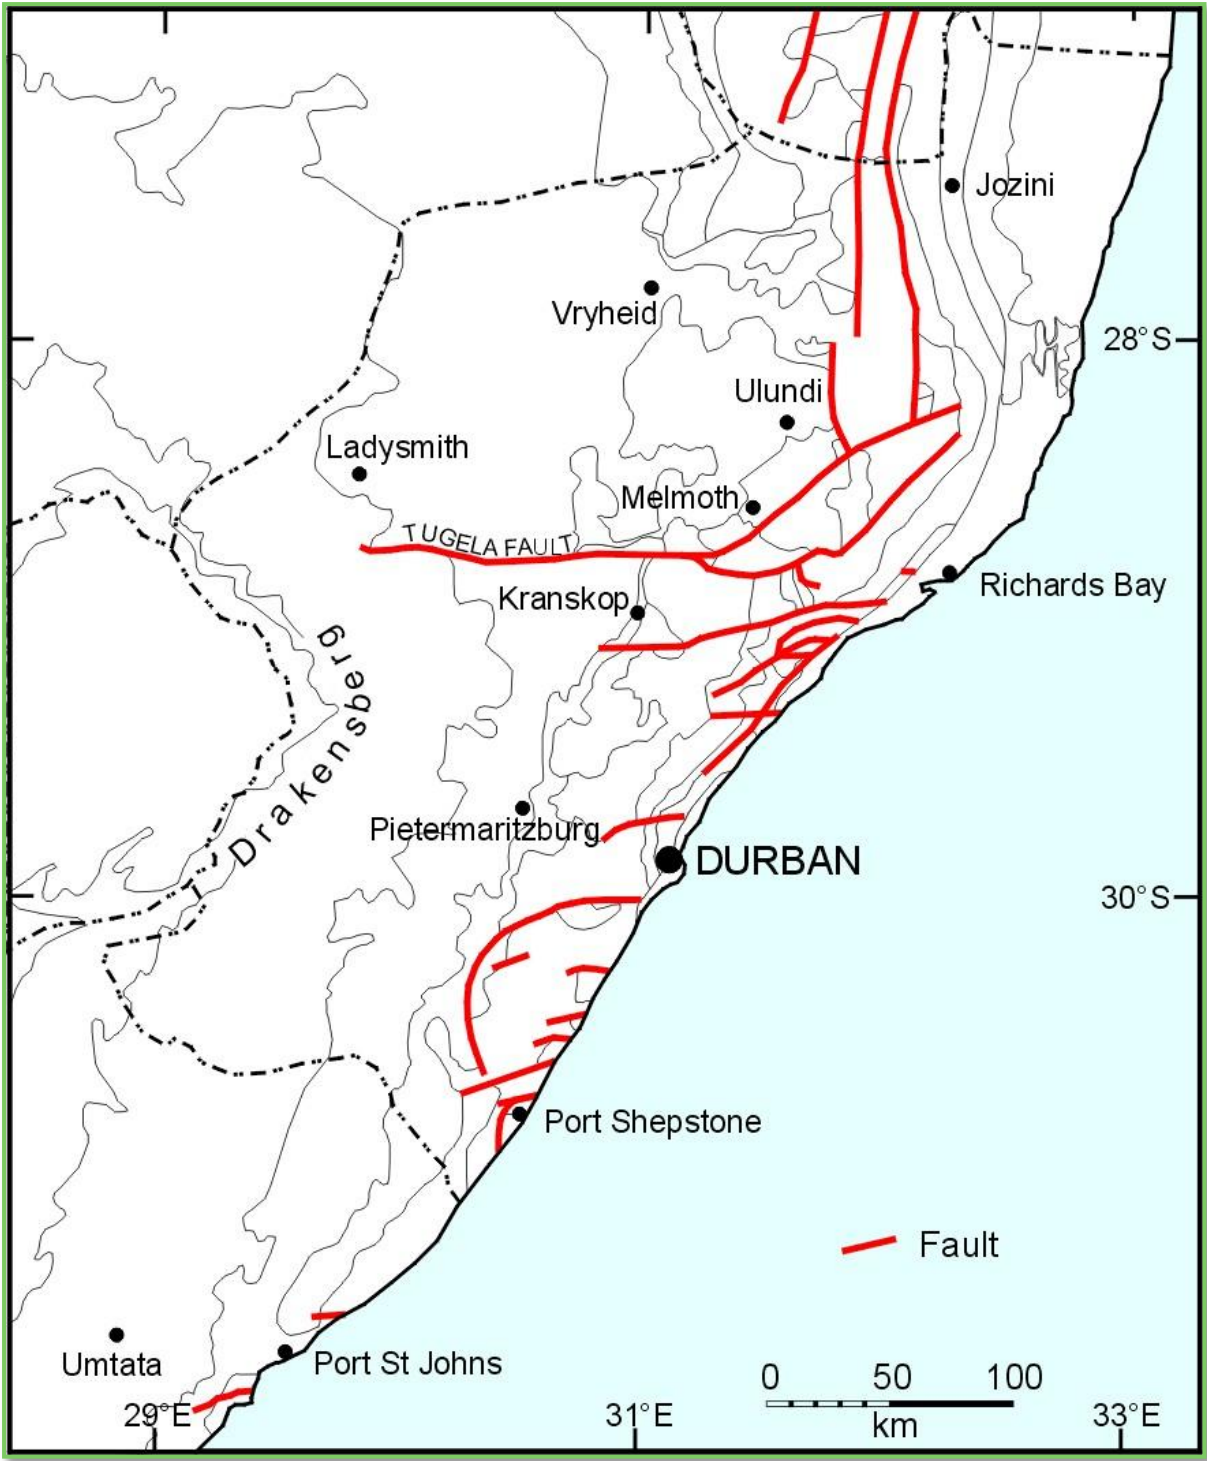 Jozini
Vryheid
28°S
Ulundi
Ladysmith
Melmoth
TUGELA FAULT
Kranskop
Richards Bay
Drakensberg
Pietermaritzburg
DURBAN
30°S
Port Shepstone
Fault
Umtata
Port St Johns
0 50 100
km
29°E 31°E 33°E